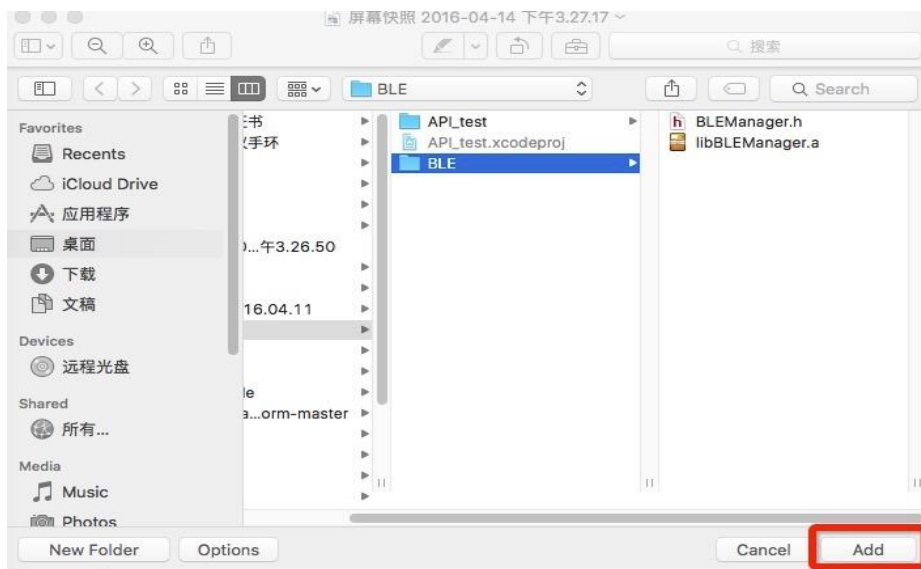 屏幕快照 2016-04-14 下午3.27.17
搜索
BLE
Search
Favorites
Recents
iCloud Drive
应用程序
桌面
下载
文稿
Devices
远程光盘
Shared
所有...
Media
Music
Photos
手环
...午3.26.50
16.04.11
le
a...orm-master
API_test
API_test.xcodeproj
BLE
BLEManager.h
libBLEManager.a
New Folder
Options
Cancel
Add